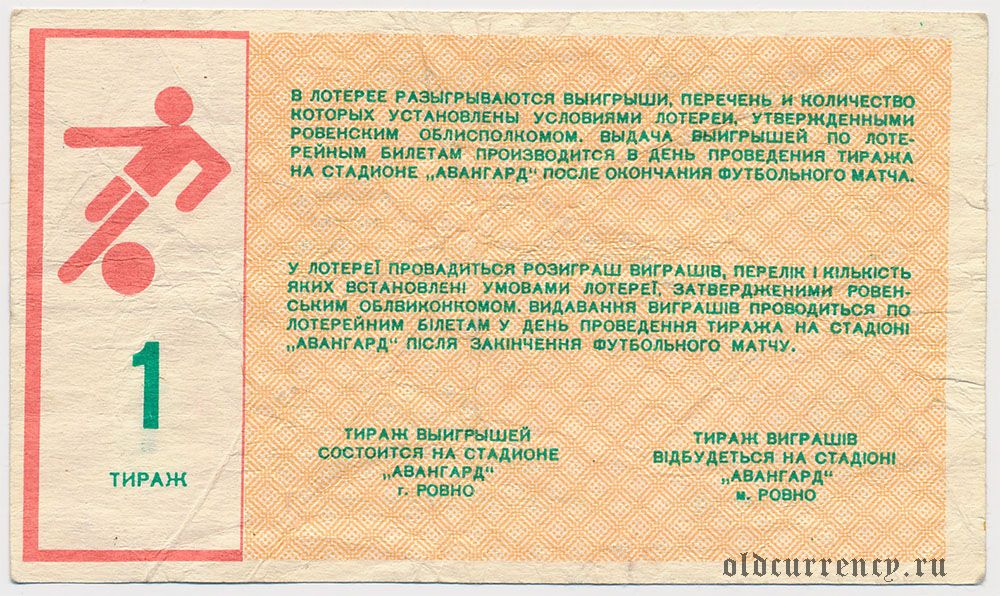 В ЛОТЕРЕЕ РАЗЫГРЫВАЮТСЯ ВЫИГРЫШИ, ПЕРЕЧЕНЬ И КОЛИЧЕСТВО
КОТОРЫХ УСТАНОВЛЕНЫ УСЛОВИЯМИ ЛОТЕРЕИ, УТВЕРЖДЕННЫМИ
РОВЕНСКИМ ОБЛИСПОЛКОМОМ. ВЫДАЧА ВЫИГРЫШЕЙ ПО ЛОТЕ-
РЕЙНЫМ БИЛЕТАМ ПРОИЗВОДИТСЯ В ДЕНЬ ПРОВЕДЕНИЯ ТИРАЖА
НА СТАДИОНЕ „АВАНГАРД" ПОСЛЕ ОКОНЧАНИЯ ФУТБОЛЬНОГО МАТЧА.
У ЛОТЕРЕЇ ПРОВАДИТЬСЯ РОЗИГРАШ ВИГРАШІВ, ПЕРЕЛІК І КІЛЬКІСТЬ
ЯКИХ ВСТАНОВЛЕНІ УМОВАМИ ЛОТЕРЕЇ, ЗАТВЕРДЖЕНИМИ РОВЕН-
СЬКИМ ОБЛВИКОНКОМОМ. ВИДАВАННЯ ВИГРАШІВ ПРОВОДИТЬСЯ ПО
ЛОТЕРЕЙНИМ БІЛЕТАМ У ДЕНЬ ПРОВЕДЕННЯ ТИРАЖА НА СТАДІОНІ
„АВАНГАРД" ПІСЛЯ ЗАКІНЧЕННЯ ФУТБОЛЬНОГО МАТЧУ.
1
ТИРАЖ
ТИРАЖ ВЫИГРЫШЕЙ
СОСТОИТСЯ НА СТАДИОНЕ
„АВАНГАРД"
г. РОВНО
ТИРАЖ ВИГРАШІВ
ВІДБУДЕТЬСЯ НА СТАДІОНІ
„АВАНГАРД"
м. РОВНО
oldcurrency.ru